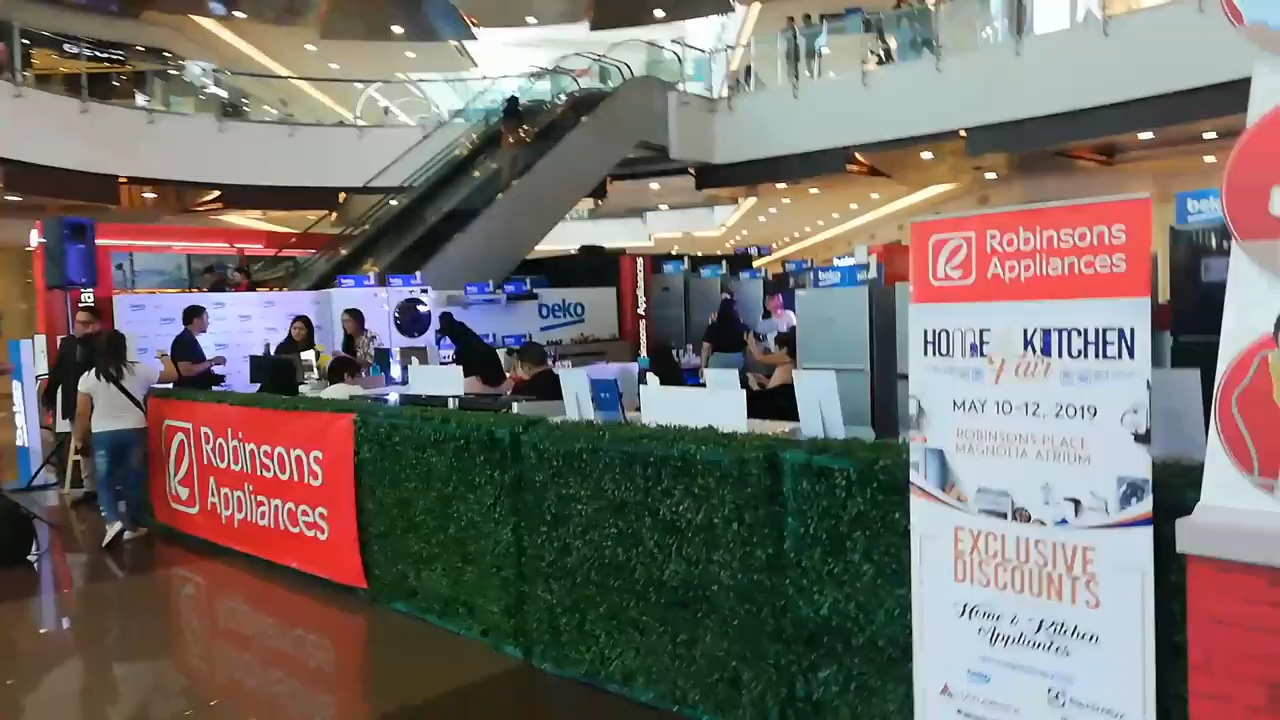 beko
beko
Robinsons
Appliances
Robinsons
Appliances
HOME KITCHEN
fair
MAY 10-12, 2019
ROBINSONS PLACE
MAGNOLIA ATRIUM
EXCLUSIVE
DISCOUNTS
Home & Kitchen
Appliances
beko